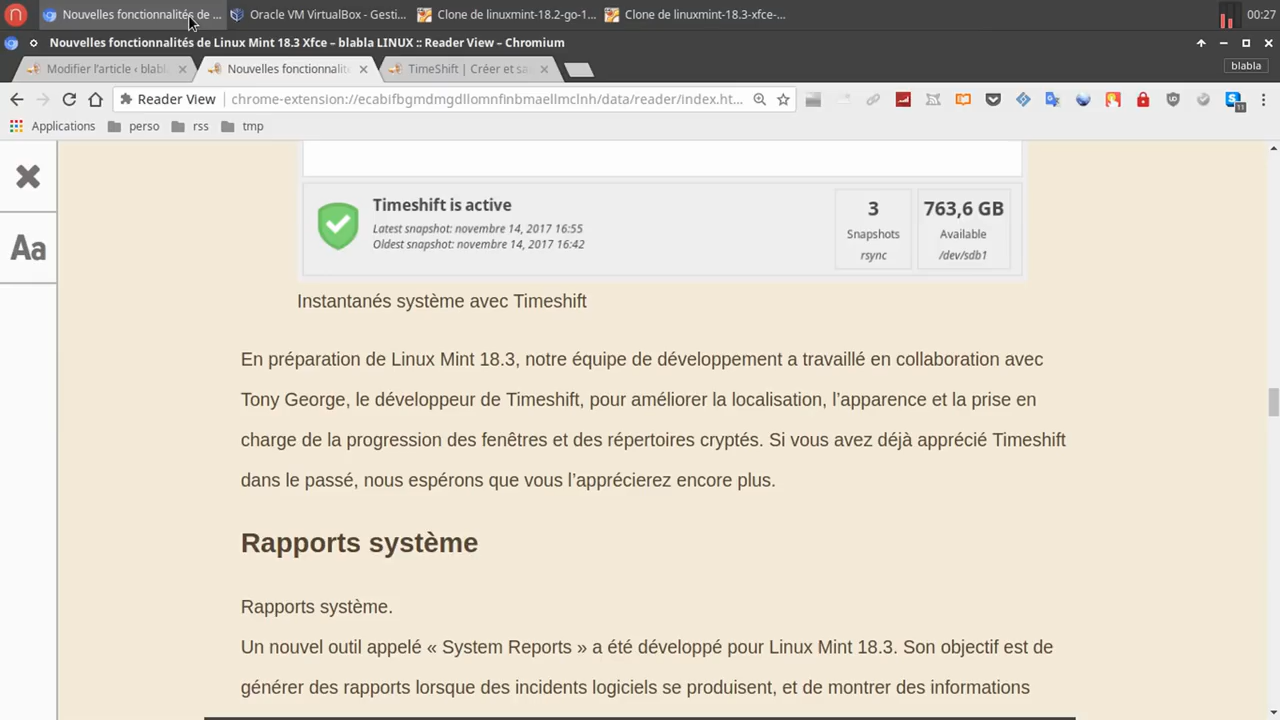 Nouvelles fonctionnalités de ...
Oracle VM VirtualBox - Gesti...
Clone de linuxmint-18.2-go-1...
Clone de linuxmint-18.3-xfce-...
00:27
Nouvelles fonctionnalités de Linux Mint 18.3 Xfce – blabla LINUX :: Reader View – Chromium
Modifier l'article ‹ blabl
Nouvelles fonctionnalit
TimeShift | Créer et sa
blabla
Reader View
chrome-extension://ecabifbgmdmgdllomnfinbmaellmclnh/data/reader/index.ht...
11
Applications
perso
rss
tmp
Aa
Timeshift is active
Latest snapshot: novembre 14, 2017 16:55
Oldest snapshot: novembre 14, 2017 16:42
3
Snapshots
rsync
763,6 GB
Available
/dev/sdb1
Instantanés système avec Timeshift
En préparation de Linux Mint 18.3, notre équipe de développement a travaillé en collaboration avec
Tony George, le développeur de Timeshift, pour améliorer la localisation, l'apparence et la prise en
charge de la progression des fenêtres et des répertoires cryptés. Si vous avez déjà apprécié Timeshift
dans le passé, nous espérons que vous l'apprécierez encore plus.
Rapports système
Rapports système.
Un nouvel outil appelé « System Reports » a été développé pour Linux Mint 18.3. Son objectif est de
générer des rapports lorsque des incidents logiciels se produisent, et de montrer des informations